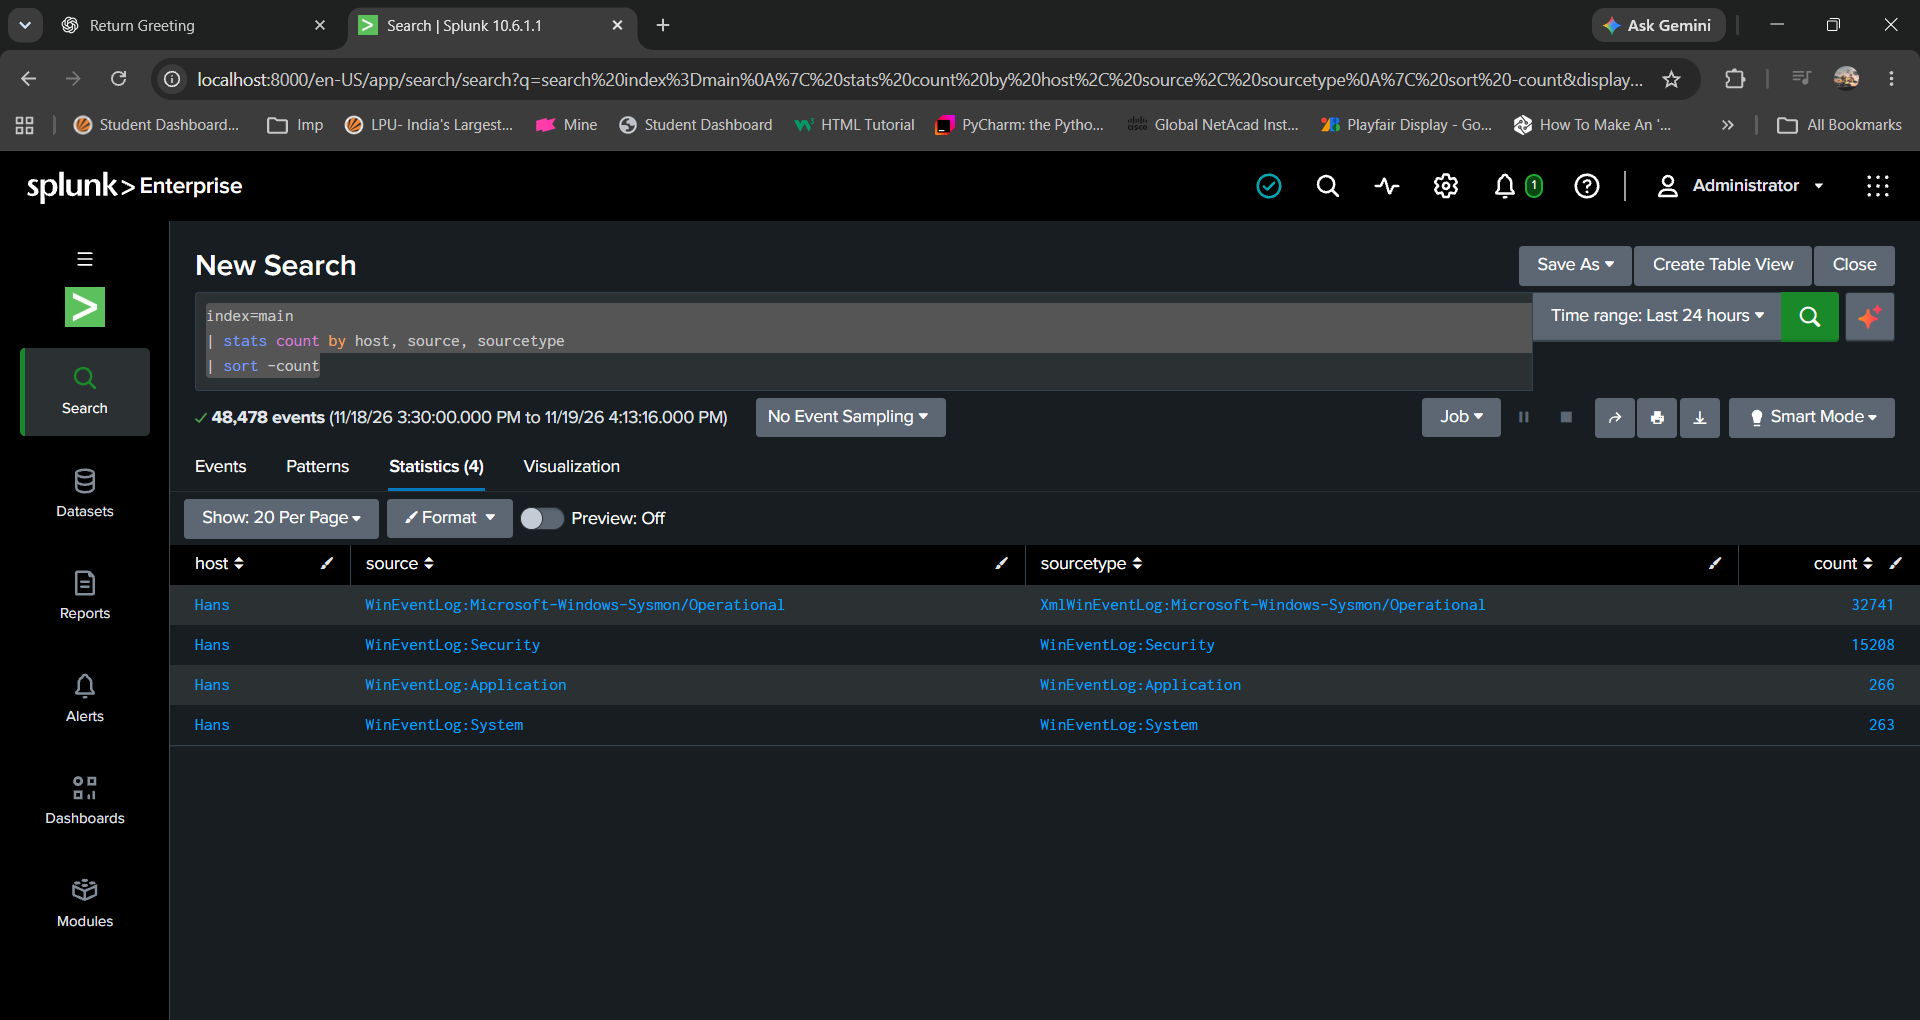 Return Greeting
Search | Splunk 10.6.1.1
Ask Gemini
localhost:8000/en-US/app/search/search?q=search%20index%3Dmain%0A%7C%20stats%20count%20by%20host%2C%20source%2C%20sourcetype%0A%7C%20sort%20-count&display...
Student Dashboard...
Imp
LPU- India's Largest...
Mine
Student Dashboard
HTML Tutorial
PyCharm: the Pytho...
Global NetAcad Inst...
Playfair Display - Go...
How To Make An '...
All Bookmarks
splunk>Enterprise
1
Administrator
New Search
Save As
Create Table View
Close
index=main
| stats count by host, source, sourcetype
| sort -count
Time range: Last 24 hours
48,478 events (11/18/26 3:30:00.000 PM to 11/19/26 4:13:16.000 PM)
No Event Sampling
Job
Smart Mode
Events
Patterns
Statistics (4)
Visualization
Show: 20 Per Page
Format
Preview: Off
host source sourcetype count
Hans WinEventLog:Microsoft-Windows-Sysmon/Operational XmlWinEventLog:Microsoft-Windows-Sysmon/Operational 32741
Hans WinEventLog:Security WinEventLog:Security 15208
Hans WinEventLog:Application WinEventLog:Application 266
Hans WinEventLog:System WinEventLog:System 263
Search
Datasets
Reports
Alerts
Dashboards
Modules